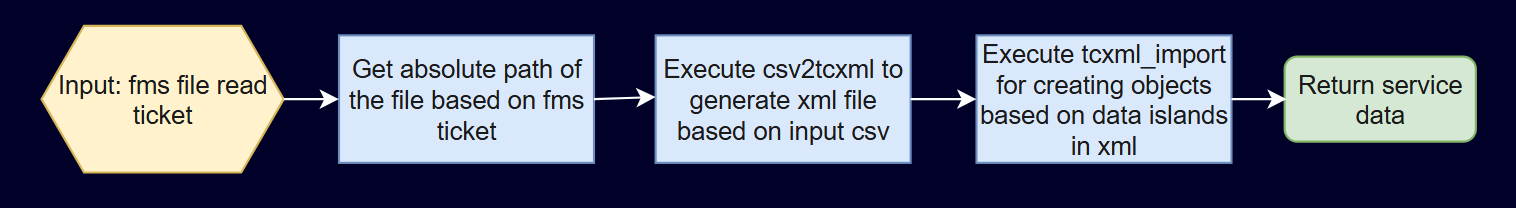 Input: fms file read
ticket
Get absolute path of
the file based on fms
ticket
Execute csv2tcxml to
generate xml file
based on input csv
Execute tcxml_import
for creating objects
based on data islands
in xml
Return service
data